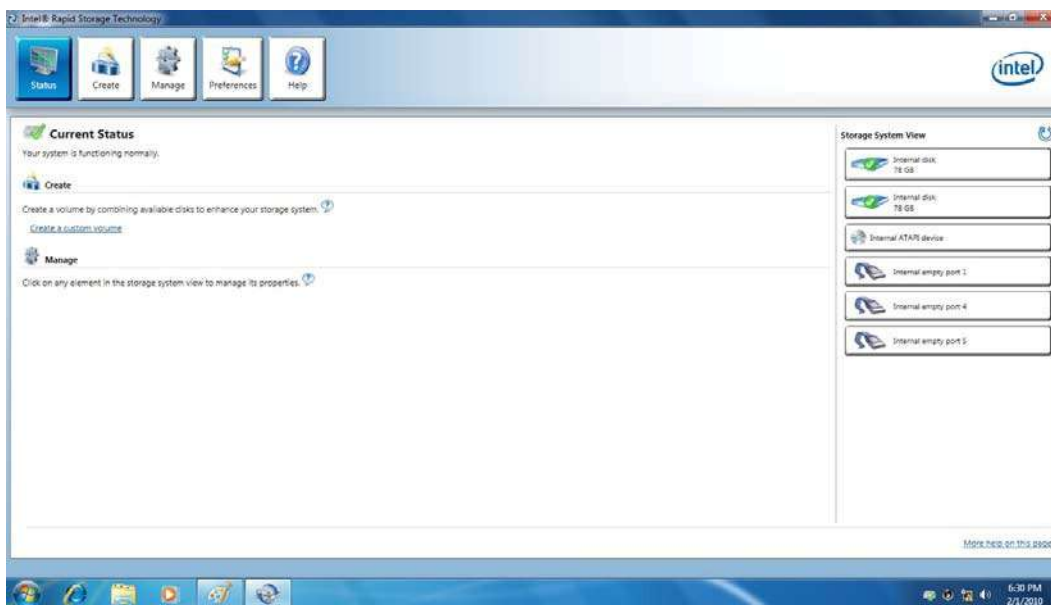 Intel® Rapid Storage Technology
Status
Create
Manage
Preferences
Help
intel
Current Status
Your system is functioning normally.
Create
Create a volume by combining available disks to enhance your storage system.
Create a custom volume
Manage
Click on any element in the storage system view to manage its properties.
Storage System View
Internal disk
78 GB
Internal disk
78 GB
Internal ATAPI device
Internal empty port 1
Internal empty port 4
Internal empty port 5
More help on this page
6:30 PM
2/1/2010